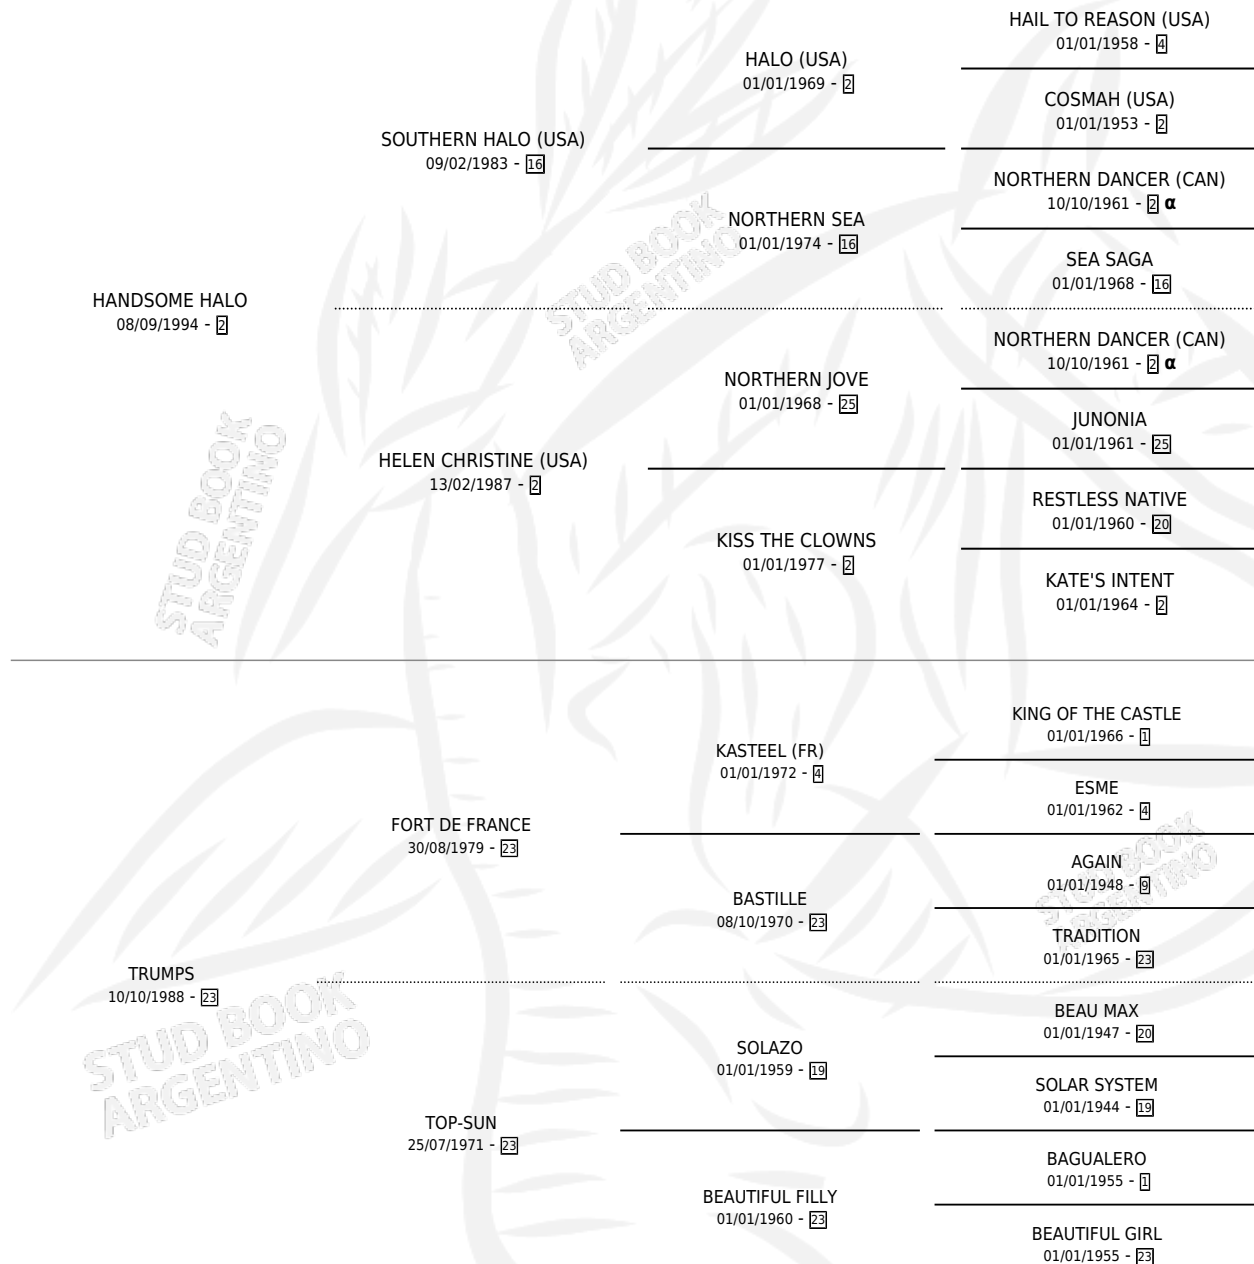 HAIL TO REASON (USA)
01/01/1958 - 4
HALO (USA)
01/01/1969 - 2
COSMAH (USA)
01/01/1953 - 2
SOUTHERN HALO (USA)
09/02/1983 - 16
NORTHERN DANCER (CAN)
10/10/1961 - 2 α
NORTHERN SEA
01/01/1974 - 16
SEA SAGA
01/01/1968 - 16
HANDSOME HALO
08/09/1994 - 2
NORTHERN DANCER (CAN)
10/10/1961 - 2 α
NORTHERN JOVE
01/01/1968 - 25
JUNONIA
01/01/1961 - 25
HELEN CHRISTINE (USA)
13/02/1987 - 2
RESTLESS NATIVE
01/01/1960 - 20
KISS THE CLOWNS
01/01/1977 - 2
KATE'S INTENT
01/01/1964 - 2
KING OF THE CASTLE
01/01/1966 - 1
KASTEEL (FR)
01/01/1972 - 4
ESME
01/01/1962 - 4
FORT DE FRANCE
30/08/1979 - 23
AGAIN
01/01/1948 - 9
BASTILLE
08/10/1970 - 23
TRADITION
01/01/1965 - 23
TRUMPS
10/10/1988 - 23
BEAU MAX
01/01/1947 - 20
SOLAZO
01/01/1959 - 19
SOLAR SYSTEM
01/01/1944 - 19
TOP-SUN
25/07/1971 - 23
BAGUALERO
01/01/1955 - 1
BEAUTIFUL FILLY
01/01/1960 - 23
BEAUTIFUL GIRL
01/01/1955 - 23
STUD BOOK
ARGENTINO
STUD BOOK
ARGENTINO
STUD BOOK
ARGENTINO
STUD BOOK
ARGENTINO